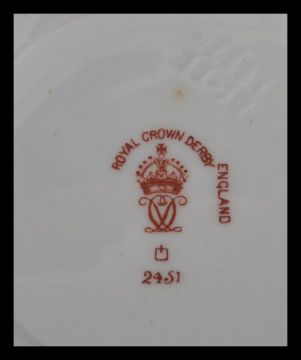 ROYAL CROWN DERBY
ENGLAND
2451